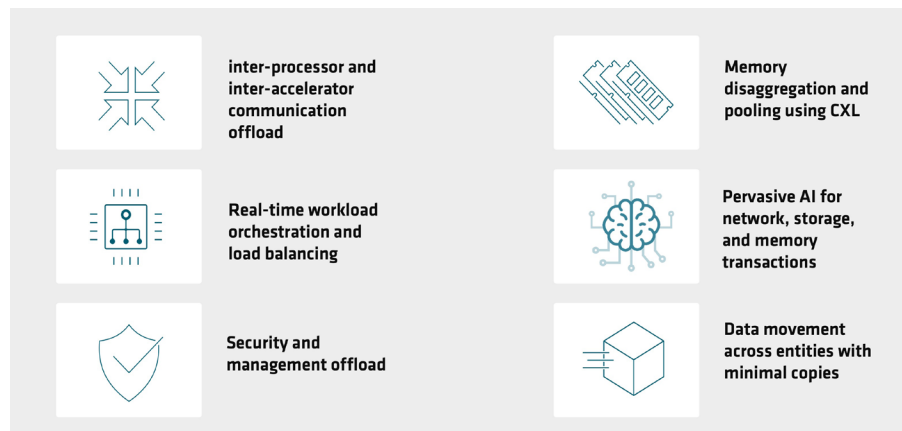 inter-processor and
inter-accelerator
communication
offload
Real-time workload
orchestration and
load balancing
Security and
management offload
Memory
disaggregation and
pooling using CXL
Pervasive AI for
network, storage,
and memory
transactions
Data movement
across entities with
minimal copies